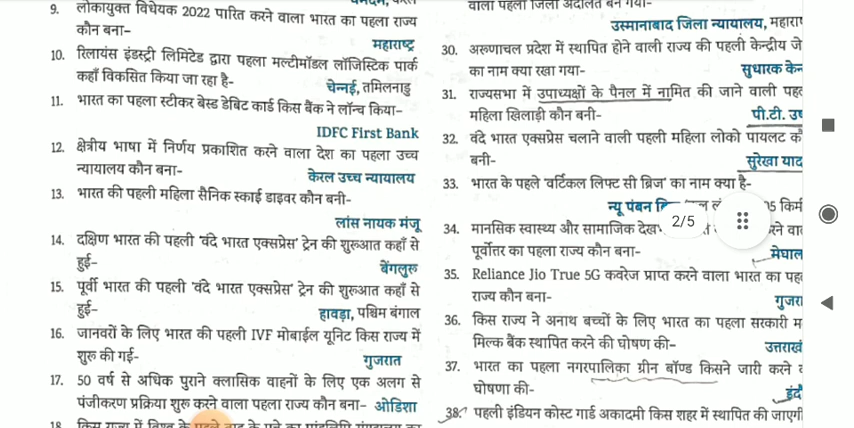 9. लोकायुक्त विधेयक 2022 पारित करने वाला भारत का पहला राज्य
कौन बना–
महाराष्ट्र
10. रिलायंस इंडस्ट्री लिमिटेड द्वारा पहला मल्टीमॉडल लॉजिस्टिक पार्क
कहाँ विकसित किया जा रहा है-
चेन्नई, तमिलनाडु
11. भारत का पहला स्टीकर बेस्ड डेबिट कार्ड किस बैंक ने लॉन्च किया–
IDFC First Bank
12. क्षेत्रीय भाषा में निर्णय प्रकाशित करने वाला देश का पहला उच्च
न्यायालय कौन बना–
केरल उच्च न्यायालय
13. भारत की पहली महिला सैनिक स्काई डाइवर कौन बनी-
लांस नायक मंजू
14. दक्षिण भारत की पहली 'वंदे भारत एक्सप्रेस' ट्रेन की शुरूआत कहाँ से
हुई–
बेंगलुरू
15. पूर्वी भारत की पहली 'वंदे भारत एक्सप्रेस' ट्रेन की शुरूआत कहाँ से
हुई–
हावड़ा, पश्चिम बंगाल
16. जानवरों के लिए भारत की पहली IVF मोबाईल यूनिट किस राज्य में
शुरू की गई–
गुजरात
17. 50 वर्ष से अधिक पुराने क्लासिक वाहनों के लिए एक अलग से
पंजीकरण प्रक्रिया शुरू करने वाला पहला राज्य कौन बना– ओडिशा
18
वाला पहला जिला अदालत बन गया–
उस्मानाबाद जिला न्यायालय,
30. अरूणाचल प्रदेश में स्थापित होने वाली राज्य की पहली केन्द्रीय
का नाम क्या रखा गया–
सुधारक
31. राज्यसभा में उपाध्यक्षों के पैनल में नामित की जाने वाली
महिला खिलाड़ी कौन बनी–
पी.टी.
32. वंदे भारत एक्सप्रेस चलाने वाली पहली महिला लोको पायलट
बनी–
सुरेखा
33. भारत के पहले 'वर्टिकल लिफ्ट सी ब्रिज' का नाम क्या है-
न्यू पंबन
2/5
34. मानसिक स्वास्थ्य और सामाजिक
पूर्वोत्तर का पहला राज्य कौन बना–
35. Reliance Jio True 5G कवरेज प्राप्त करने वाला भारत का
राज्य कौन बना–
36. किस राज्य ने अनाथ बच्चों के लिए भारत का पहला सरकारी
मिल्क बैंक स्थापित करने की घोषण की–
37. भारत का पहला नगरपालिका ग्रीन बॉण्ड किसने जारी करने
घोषणा की-
38. पहली इंडियन कोस्ट गार्ड अकादमी किस शहर में स्थापित की जाएगी